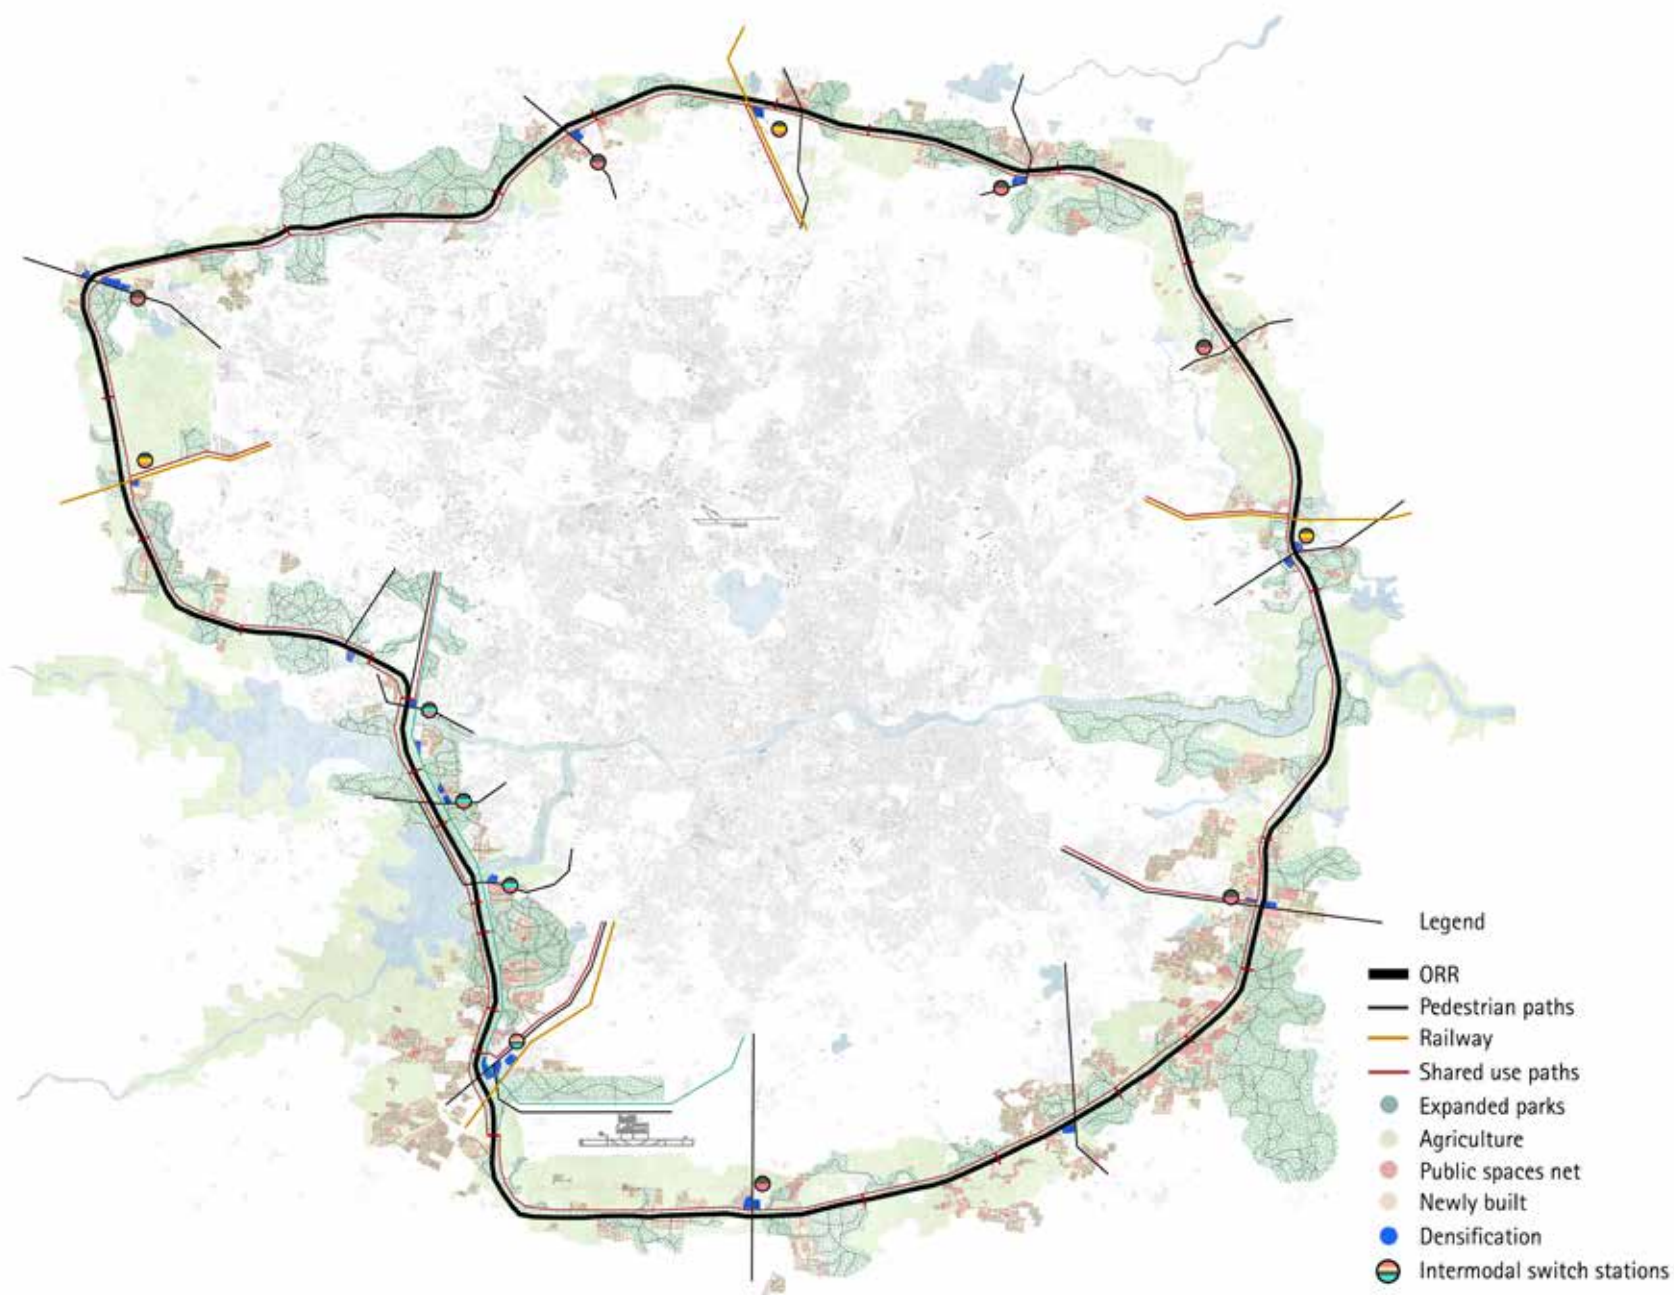 Legend
ORR
Pedestrian paths
Railway
Shared use paths
Expanded parks
Agriculture
Public spaces net
Newly built
Densification
Intermodal switch stations